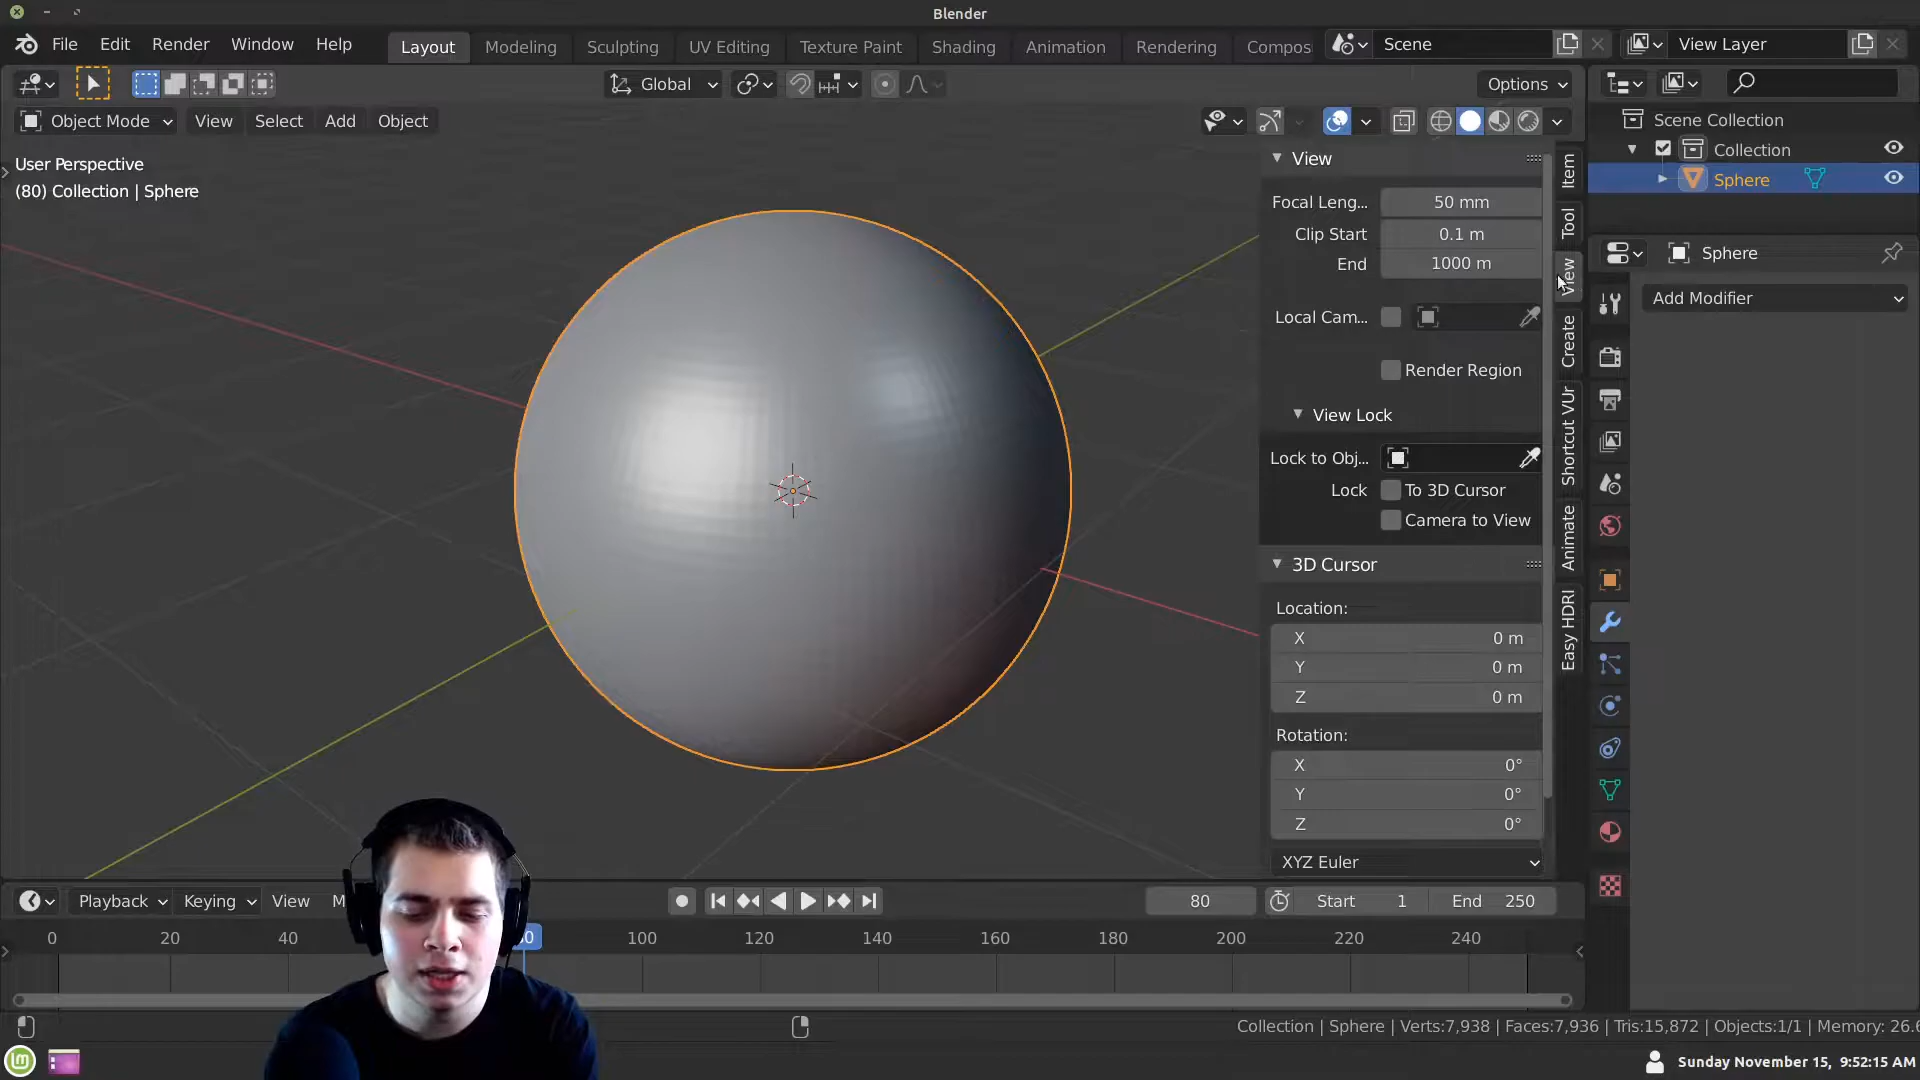 Blender
File Edit Render Window Help Layout Modeling Sculpting UV Editing Texture Paint Shading Animation Rendering Compos Scene View Layer
Global Options
Object Mode View Select Add Object
User Perspective
(80) Collection | Sphere
View
Focal Leng... 50 mm
Clip Start 0.1 m
End 1000 m
Local Cam...
Render Region
View Lock
Lock to Obj...
Lock To 3D Cursor
Camera to View
3D Cursor
Location:
X 0 m
Y 0 m
Z 0 m
Rotation:
X 0°
Y 0°
Z 0°
XYZ Euler
Item
Tool
View
Create
Shortcut VUr
Animate
Easy HDRI
Scene Collection
Collection
Sphere
Sphere
Add Modifier
Playback Keying View M 80 Start 1 End 250
0 20 40 100 120 140 160 180 200 220 240
Collection | Sphere | Verts:7,938 | Faces:7,936 | Tris:15,872 | Objects:1/1 | Memory: 26.6
Sunday November 15, 9:52:15 AM